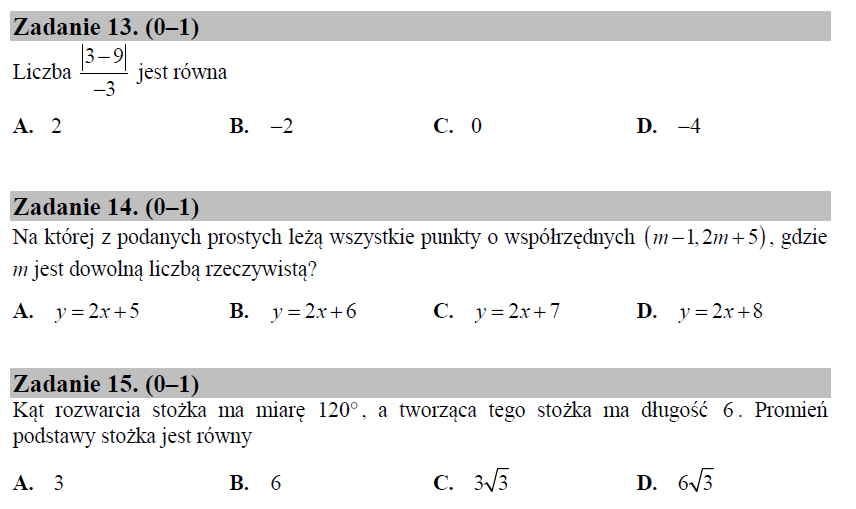 Zadanie 13. (0–1)
Liczba |3−9|/−3 jest równa
A. 2 B. −2 C. 0 D. −4
Zadanie 14. (0–1)
Na której z podanych prostych leżą wszystkie punkty o współrzędnych (m−1, 2m+5), gdzie
m jest dowolną liczbą rzeczywistą?
A. y = 2x+5 B. y = 2x+6 C. y = 2x+7 D. y = 2x+8
Zadanie 15. (0–1)
Kąt rozwarcia stożka ma miarę 120°, a tworząca tego stożka ma długość 6. Promień
podstawy stożka jest równy
A. 3 B. 6 C. 3√3 D. 6√3